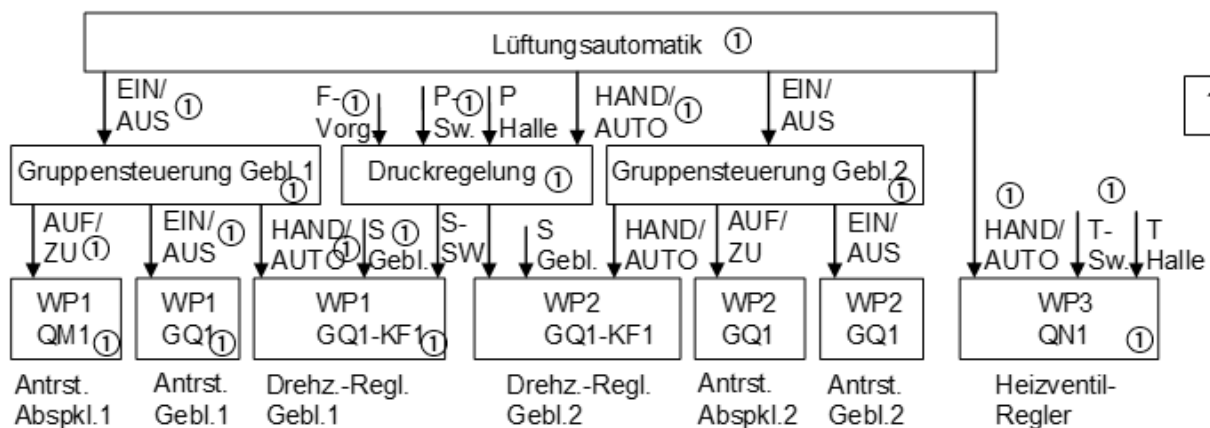 Lüftungsautomatik ①
EIN/
AUS ①
F-①
Vorg.
P-①
Sw.
P
Halle
HAND/
AUTO ①
EIN/
AUS
Gruppensteuerung Gebl.1 ①
Druckregelung ①
Gruppensteuerung Gebl.2 ①
AUF/
ZU ①
EIN/
AUS ①
HAND/
AUTO ①
S ①
Gebl.
S-
SW
S
Gebl.
HAND/
AUTO
AUF/
ZU
EIN/
AUS
①
HAND/
AUTO
①
T-
Sw.
T
Halle
WP1
QM1 ①
WP1
GQ1 ①
WP1
GQ1-KF1 ①
WP2
GQ1-KF1
WP2
GQ1
WP2
GQ1
WP3
QN1 ①
Antrst.
Abspkl.1
Antrst.
Gebl.1
Drehz.-Regl.
Gebl.1
Drehz.-Regl.
Gebl.2
Antrst.
Abspkl.2
Antrst.
Gebl.2
Heizventil-
Regler